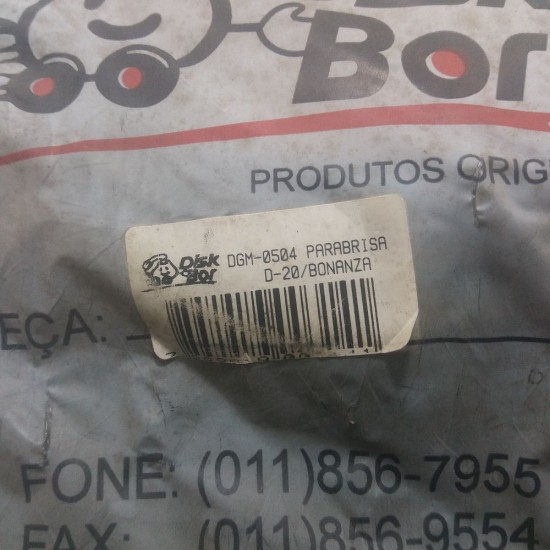 Bor
PRODUTOS ORIG
Disk DGM-0504 PARABRISA
Bor D-20/BONANZA
EÇA:
FONE: (011)856-7955
FAX: (011)856-9554